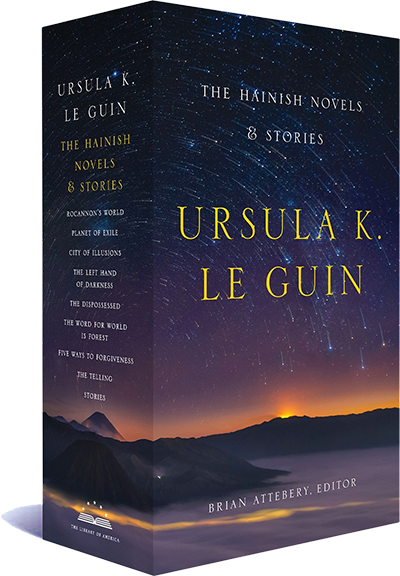 URSULA K.
LE GUIN
THE HAINISH
NOVELS
& STORIES
ROCANNON'S WORLD
PLANET OF EXILE
CITY OF ILLUSIONS
THE LEFT HAND
OF DARKNESS
THE DISPOSSESSED
THE WORD FOR WORLD
IS FOREST
FIVE WAYS TO FORGIVENESS
THE TELLING
STORIES
THE LIBRARY OF AMERICA
THE HAINISH NOVELS
& STORIES
URSULA K.
LE GUIN
BRIAN ATTEBERY, EDITOR